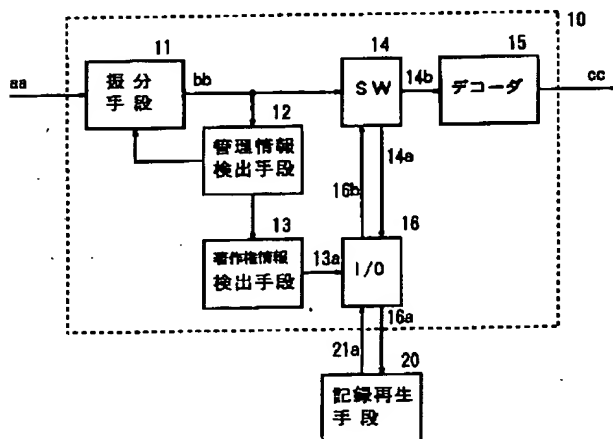 10
11
14
15
aa
振分
手段
bb
SW
14b
デコーダ
cc
12
管理情報
検出手段
14a
16b
13
16
著作権情報
検出手段
13a
I/O
16a
21a
20
記録再生
手段